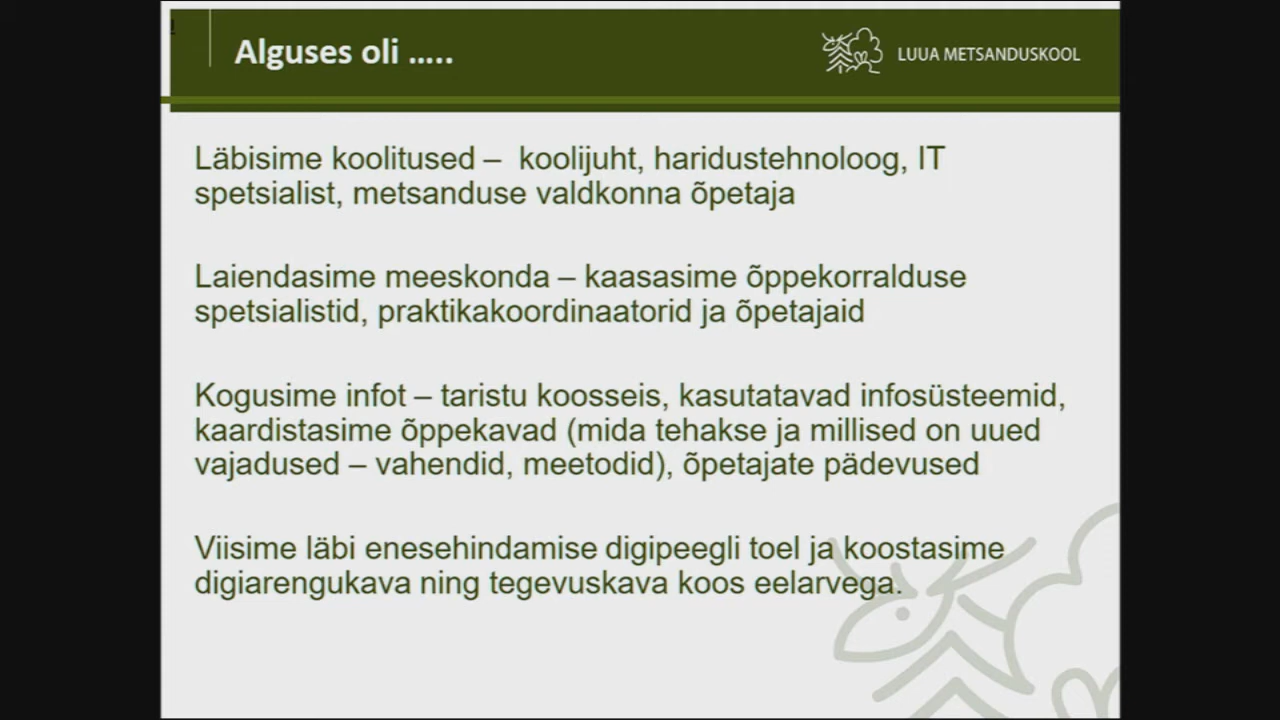 Alguses oli .....
LUUA METSANDUSKOOL
Läbisime koolitused – koolijuht, haridustehnoloog, IT
spetsialist, metsanduse valdkonna õpetaja
Laiendasime meeskonda – kaasasime õppekorralduse
spetsialistid, praktikakoordinaatorid ja õpetajaid
Kogusime infot – taristu koosseis, kasutatavad infosüsteemid,
kaardistasime õppekavad (mida tehakse ja millised on uued
vajadused – vahendid, meetodid), õpetajate pädevused
Viisime läbi enesehindamise digipeegli toel ja koostasime
digiarengukava ning tegevuskava koos eelarvega.